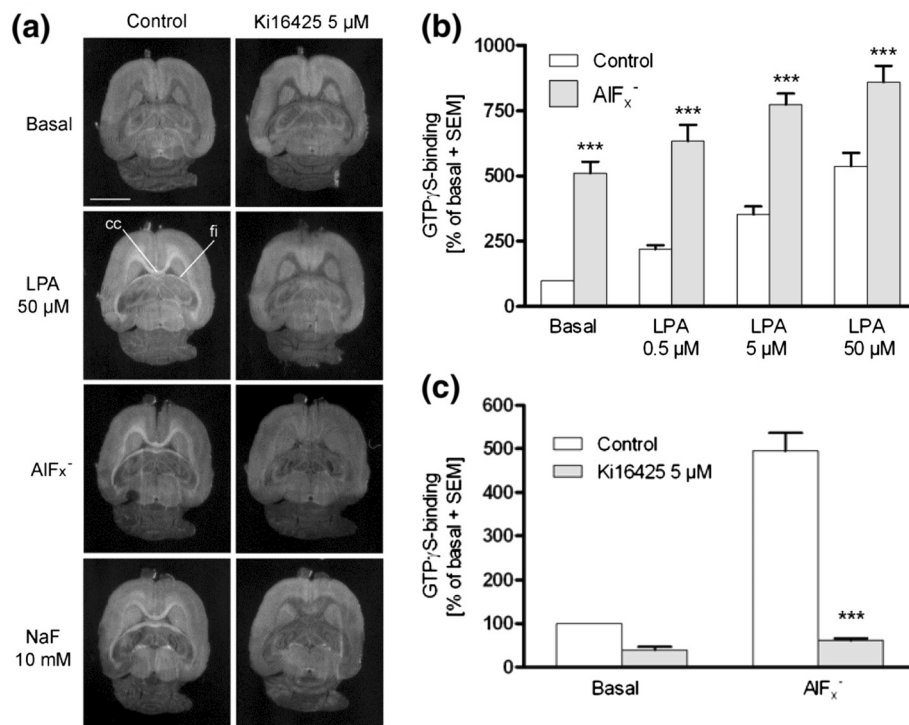 (a)
Control
Ki16425 5 µM
Basal
cc
fi
LPA
50 µM
AlFx-
NaF
10 mM
(b)
1000
750
500
250
0
GTPγS-binding
[% of basal + SEM]
Control
AlFx-
***
***
***
***
Basal
LPA
0.5 µM
LPA
5 µM
LPA
50 µM
(c)
600
500
400
300
200
100
0
GTPγS-binding
[% of basal + SEM]
Control
Ki16425 5 µM
***
Basal
AlFx-